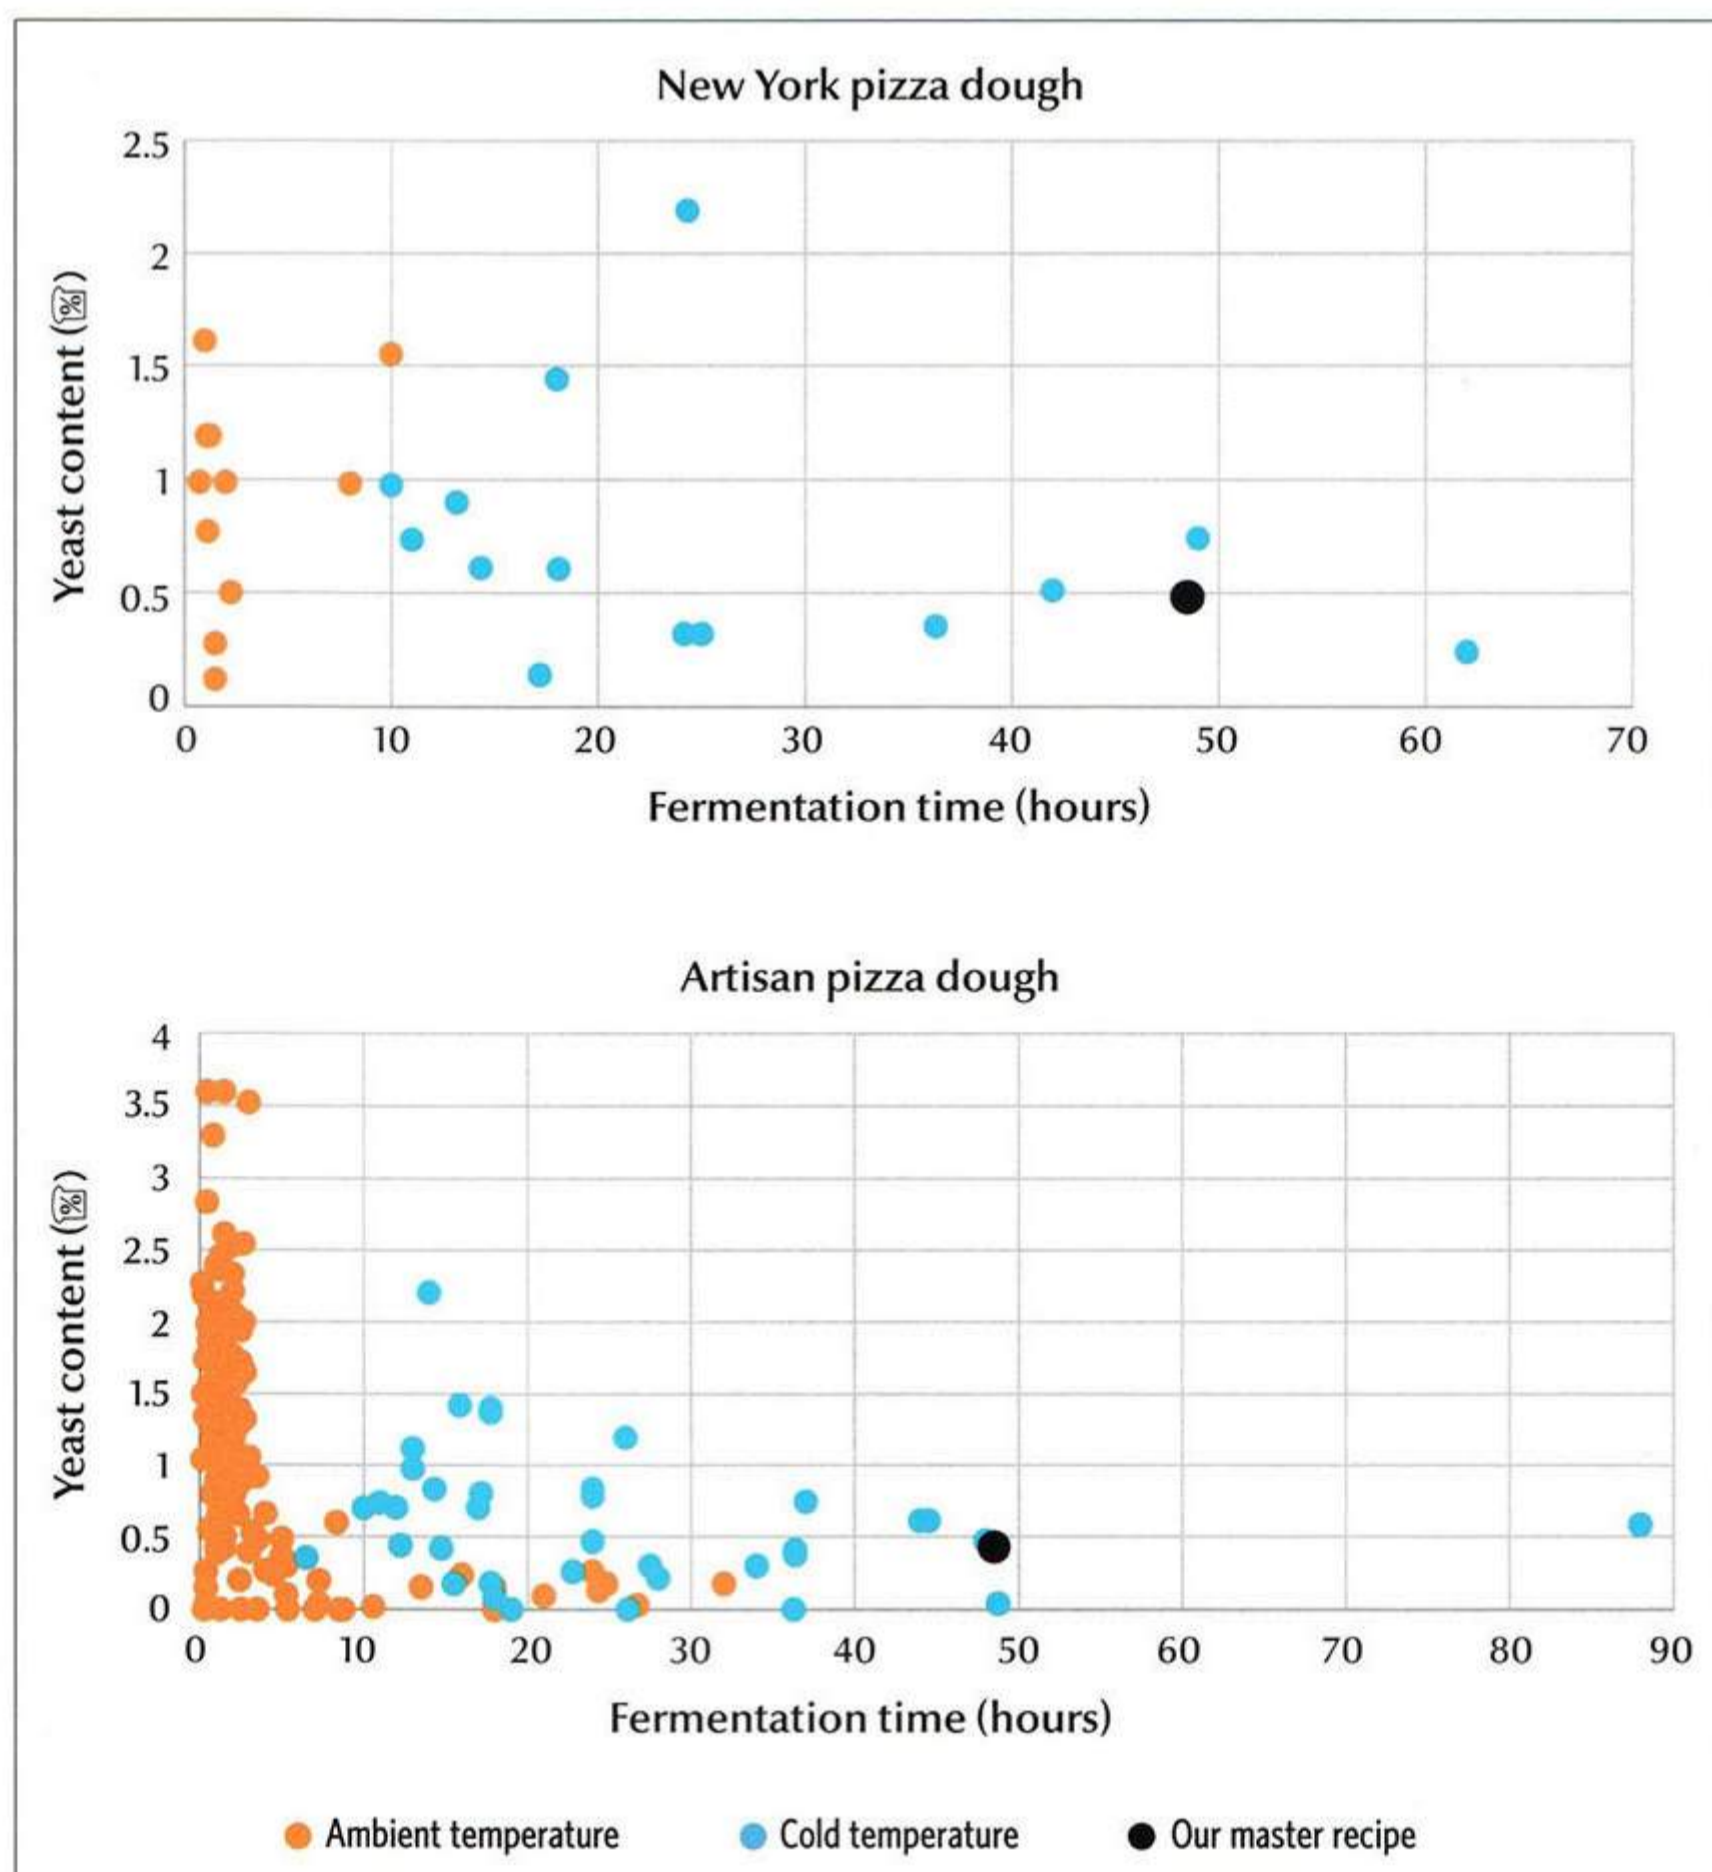 New York pizza dough
2.5
2
1.5
1
0.5
0
Yeast content (%)
0 10 20 30 40 50 60 70
Fermentation time (hours)
Artisan pizza dough
4
3.5
3
2.5
2
1.5
1
0.5
0
Yeast content (%)
0 10 20 30 40 50 60 70 80 90
Fermentation time (hours)
Ambient temperature Cold temperature Our master recipe